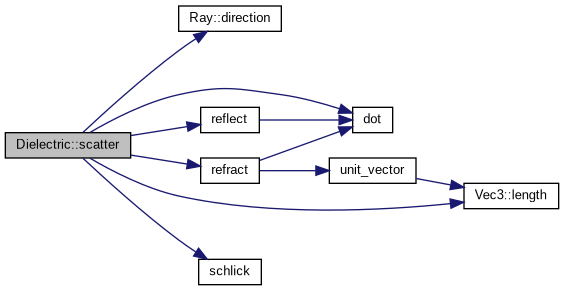 Ray::direction
reflect
dot
Dielectric::scatter
refract
unit_vector
Vec3::length
schlick